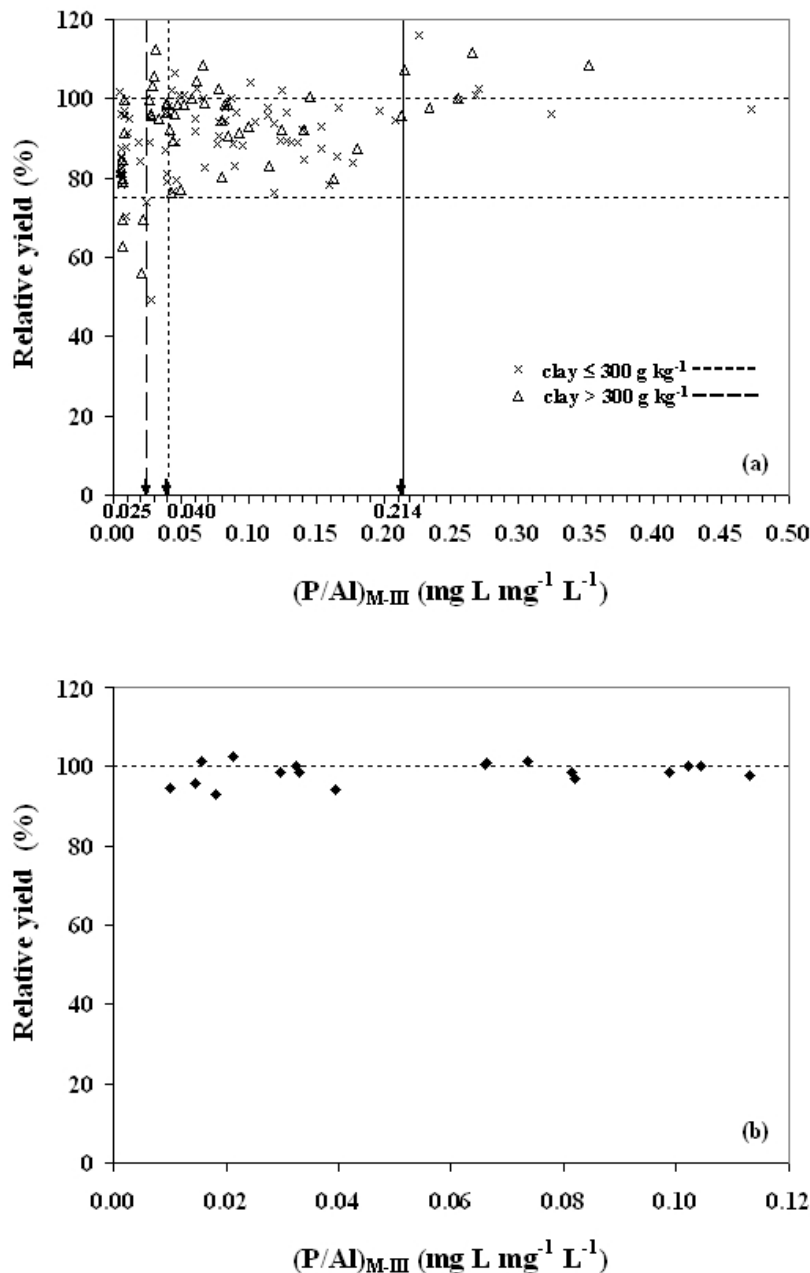 120
100
80
60
40
20
0
Relative yield (%)
× clay ≤ 300 g kg⁻¹
△ clay > 300 g kg⁻¹
(a)
0.025 0.040 0.214
0.00 0.05 0.10 0.15 0.20 0.25 0.30 0.35 0.40 0.45 0.50
(P/Al)M-III (mg L mg⁻¹ L⁻¹)
120
100
80
60
40
20
0
Relative yield (%)
(b)
0.00 0.02 0.04 0.06 0.08 0.10 0.12
(P/Al)M-III (mg L mg⁻¹ L⁻¹)